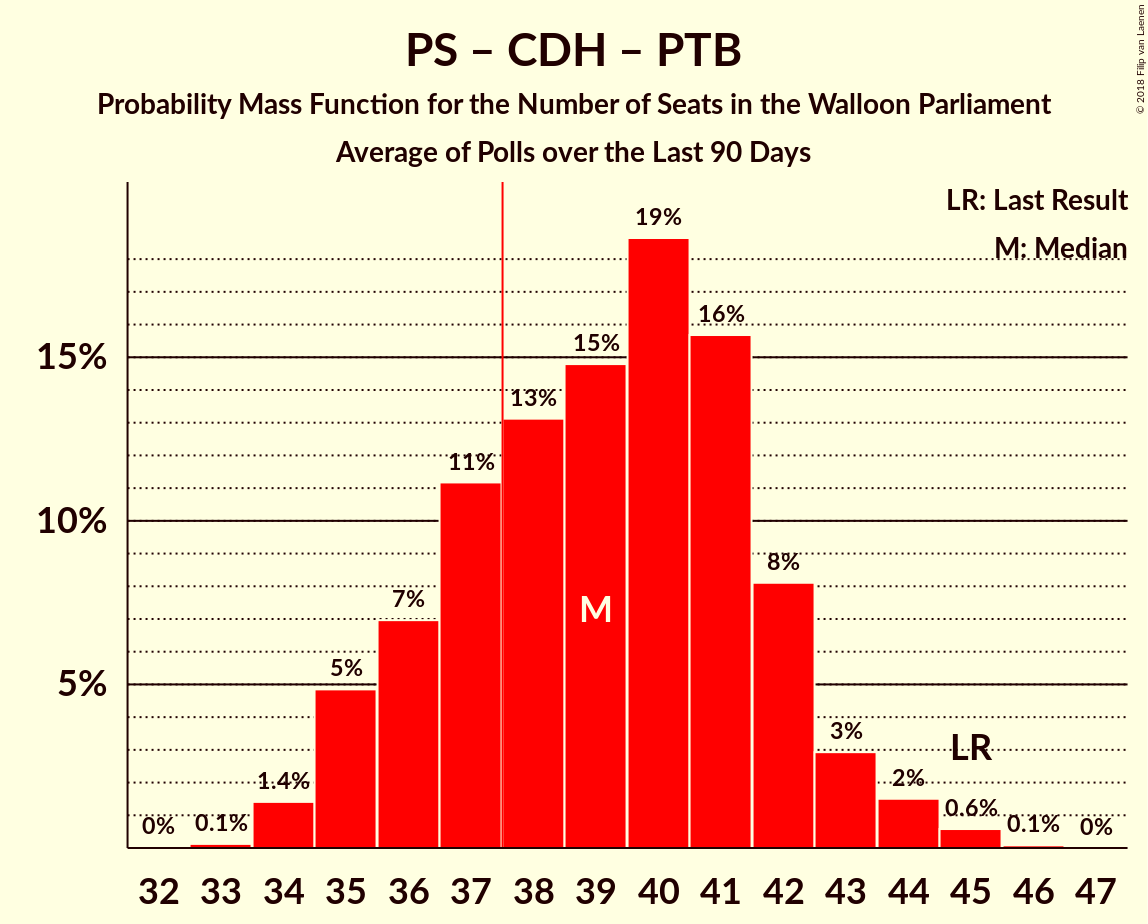 PS – CDH – PTB
Probability Mass Function for the Number of Seats in the Walloon Parliament
Average of Polls over the Last 90 Days
© 2018 Filip van Laenen
LR: Last Result
M: Median
15%
10%
5%
0%
0.1%
1.4%
5%
7%
11%
13%
15%
19%
16%
8%
3%
2%
0.6%
0.1%
0%
M
LR
32 33 34 35 36 37 38 39 40 41 42 43 44 45 46 47